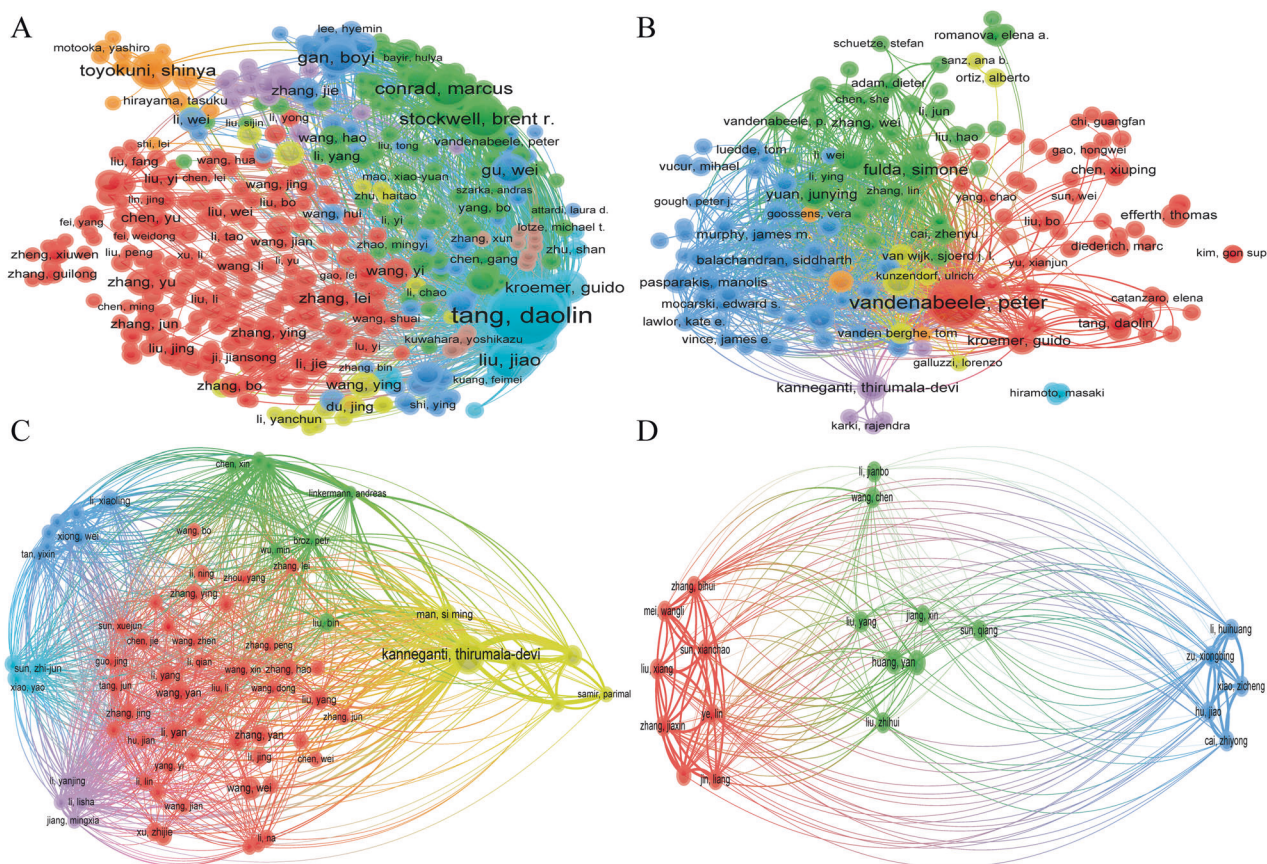 A
lee, hyemin
motooka, yashiro
gan, boyi
bayir, hulya
toyokuni, shinya
zhang, jie
conrad, marcus
hirayama, tasuku
li, wei
liu, sijin
li, yong
wang, hao
stockwell, brent r.
shi, lei
liu, tong
vandenabeele, peter
liu, fang
wang, hua
li, yang
gu, wei
liu, yi
chen, lei
wang, jing
mao, xiao-yuan
lin, jing
liu, bo
zhu, haitao
szarka, andras
chen, yu
liu, wei
wang, hui
yang, bo
attardi, laura d.
fei, yang
fei, weidong
li, tao
wang, jian
li, yi
lotze, michael t.
zheng, xiuwen
liu, peng
xu, li
zhao, mingyi
zhang, xun
zhu, shan
zhang, guilong
zhang, yu
wang, li
li, yu
gao, lei
wang, yi
chen, gang
chen, ming
liu, li
zhang, lei
li, chao
kroemer, guido
zhang, jun
zhang, ying
wang, shuai
tang, daolin
liu, jing
ji, jiansong
li, jie
lu, yi
kuwahara, yoshikazu
zhang, bo
zhang, bin
liu, jiao
wang, ying
kuang, feimei
li, yanchun
du, jing
shi, ying
B
schuetze, stefan
romanova, elena a.
adam, dieter
sanz, ana b.
chen, she
ortiz, alberto
vandenabeele, p.
zhang, wei
li, jun
luedde, tom
liu, hao
chi, guangfan
vucur, mihael
li, wei
fulda, simone
gao, hongwei
li, ying
yuan, junying
zhang, lin
yang, chao
chen, xiuping
gough, peter j.
goossens, vera
sun, wei
murphy, james m.
cai, zhenyu
liu, bo
efferth, thomas
balachandran, siddharth
van wijk, sjoerd j. l.
diederich, marc
kim, gon sup
pasparakis, manolis
kunzendorf, ulrich
yu, xianjun
mocarski, edward s.
vandenabeele, peter
catanzaro, elena
lawlor, kate e.
tang, daolin
vince, james e.
vanden berghe, tom
kroemer, guido
galluzzi, lorenzo
kanneganti, thirumala-devi
hiramoto, masaki
karki, rajendra
C
chen, xin
li, xiaoling
linkermann, andreas
xiong, wei
wang, bo
tan, yixin
broz, petr
wu, min
zhang, lei
li, ning
zhou, yang
zhang, ying
man, si ming
sun, xuejun
liu, bin
chen, jie
wang, zhen
zhang, peng
kanneganti, thirumala-devi
sun, zhi-jun
guo, jing
li, qian
xiao, yao
tang, jun
li, yang
wang, xin
zhang, hao
liu, li
wang, dong
samir, parimal
wang, yan
liu, yang
zhang, jing
zhang, jun
hu, jian
li, yan
zhang, yan
yang, yi
li, jing
chen, wei
li, yanjing
li, lin
wang, wei
li, lisha
wang, jian
jiang, mingxia
xu, zhijie
li, na
D
li, jianbo
wang, chen
zhang, bihui
mei, wangli
jiang, xin
liu, yang
sun, qiang
li, huihuang
sun, xianchao
zu, xiongbing
liu, xiang
huang, yan
xiao, zicheng
ye, lin
hu, jiao
zhang, jiaxin
liu, zhihui
cai, zhiyong
jin, liang